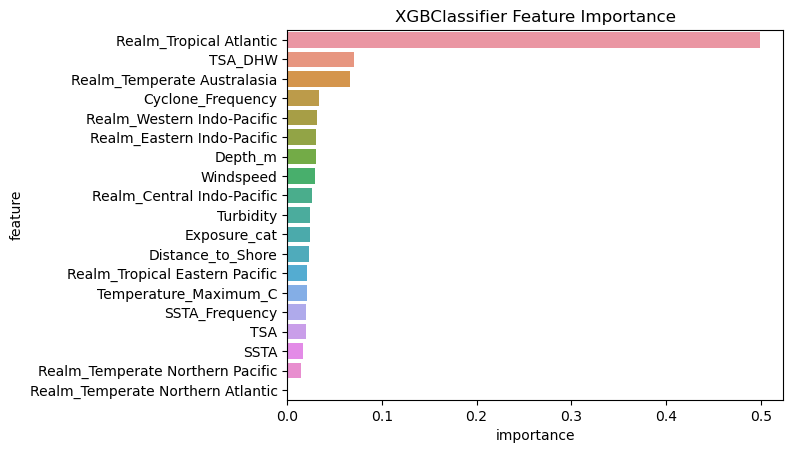 XGBClassifier Feature Importance
feature
Realm_Tropical Atlantic
TSA_DHW
Realm_Temperate Australasia
Cyclone_Frequency
Realm_Western Indo-Pacific
Realm_Eastern Indo-Pacific
Depth_m
Windspeed
Realm_Central Indo-Pacific
Turbidity
Exposure_cat
Distance_to_Shore
Realm_Tropical Eastern Pacific
Temperature_Maximum_C
SSTA_Frequency
TSA
SSTA
Realm_Temperate Northern Pacific
Realm_Temperate Northern Atlantic
0.0 0.1 0.2 0.3 0.4 0.5
importance